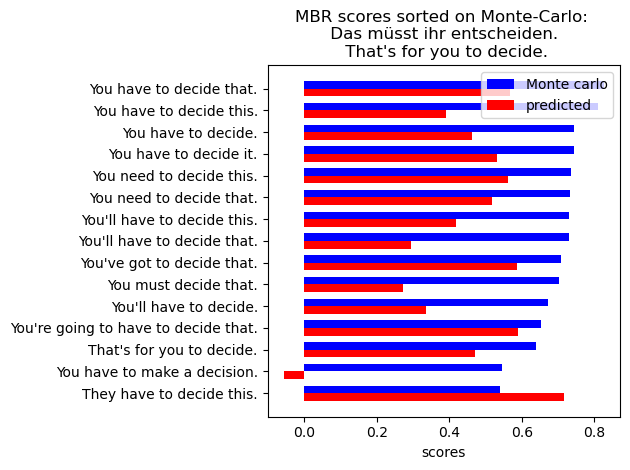 MBR scores sorted on Monte-Carlo:
Das müsst ihr entscheiden.
That's for you to decide.
Monte carlo
predicted
You have to decide that.
You have to decide this.
You have to decide.
You have to decide it.
You need to decide this.
You need to decide that.
You'll have to decide this.
You'll have to decide that.
You've got to decide that.
You must decide that.
You'll have to decide.
You're going to have to decide that.
That's for you to decide.
You have to make a decision.
They have to decide this.
0.0 0.2 0.4 0.6 0.8
scores